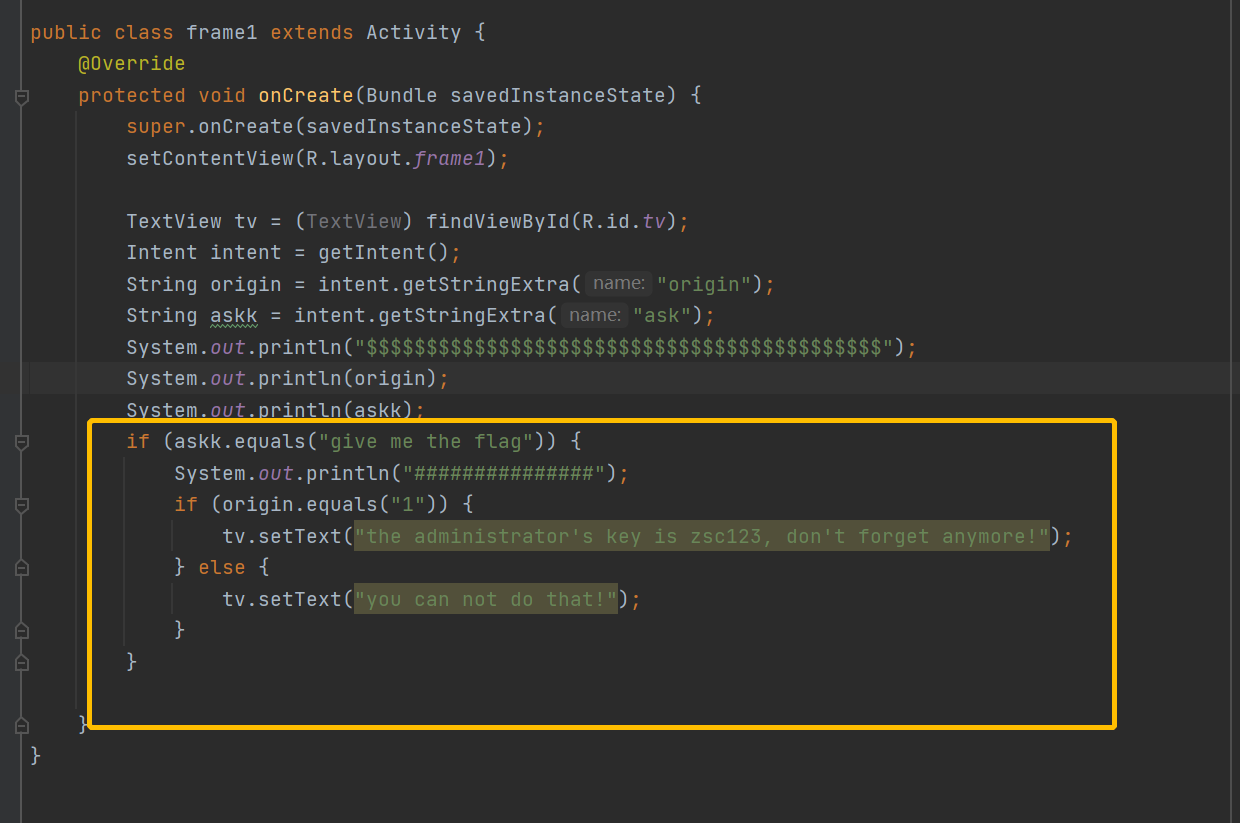 public class frame1 extends Activity {
@Override
protected void onCreate(Bundle savedInstanceState) {
super.onCreate(savedInstanceState);
setContentView(R.layout.frame1);
TextView tv = (TextView) findViewById(R.id.tv);
Intent intent = getIntent();
String origin = intent.getStringExtra( name: "origin");
String askk = intent.getStringExtra( name: "ask");
System.out.println("$$$$$$$$$$$$$$$$$$$$$$$$$$$$$$$$$$$$$$$$$$$");
System.out.println(origin);
System.out.println(askk);
if (askk.equals("give me the flag")) {
System.out.println("###############");
if (origin.equals("1")) {
tv.setText("the administrator's key is zsc123, don't forget anymore!");
} else {
tv.setText("you can not do that!");
}
}
}
}